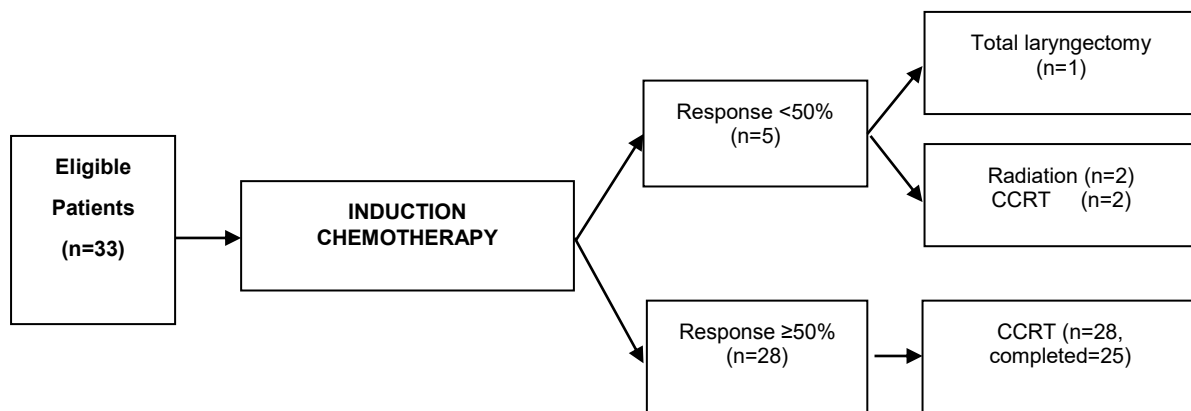 Eligible
Patients
(n=33)
INDUCTION
CHEMOTHERAPY
Response <50%
(n=5)
Total laryngectomy
(n=1)
Radiation (n=2)
CCRT (n=2)
Response ≥50%
(n=28)
CCRT (n=28,
completed=25)